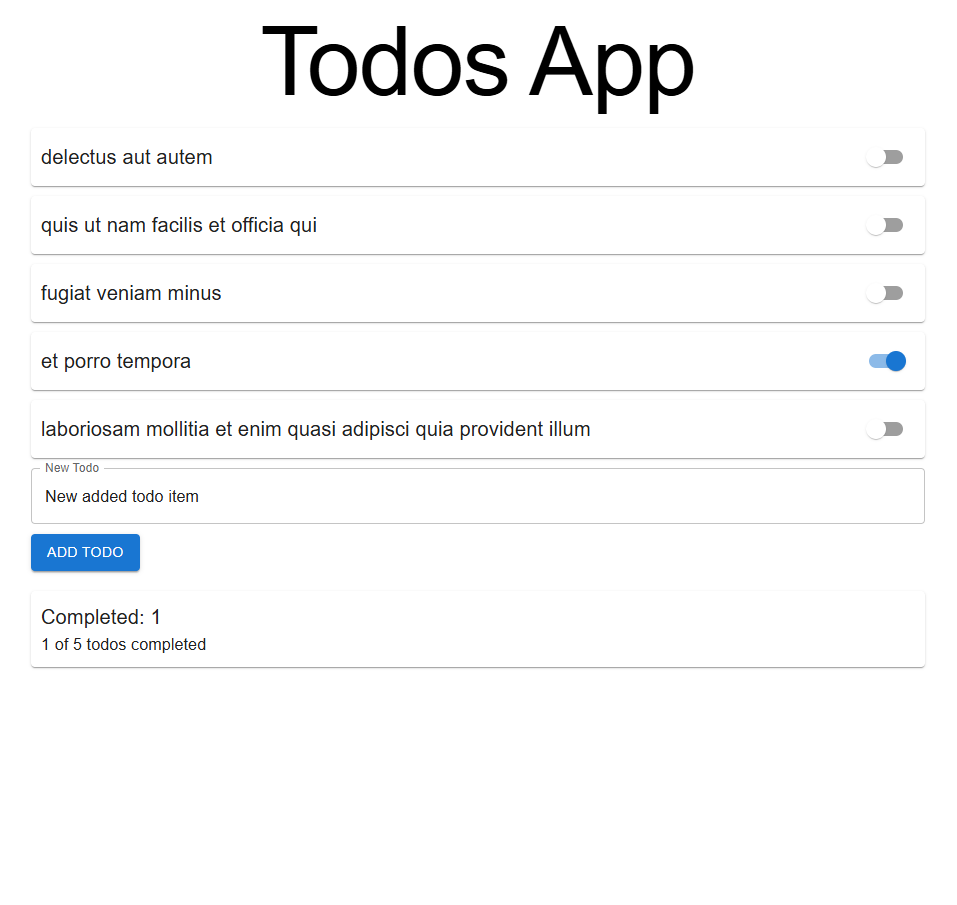 Todos App
delectus aut autem
quis ut nam facilis et officia qui
fugiat veniam minus
et porro tempora
laboriosam mollitia et enim quasi adipisci quia provident illum
New Todo
New added todo item
ADD TODO
Completed: 1
1 of 5 todos completed